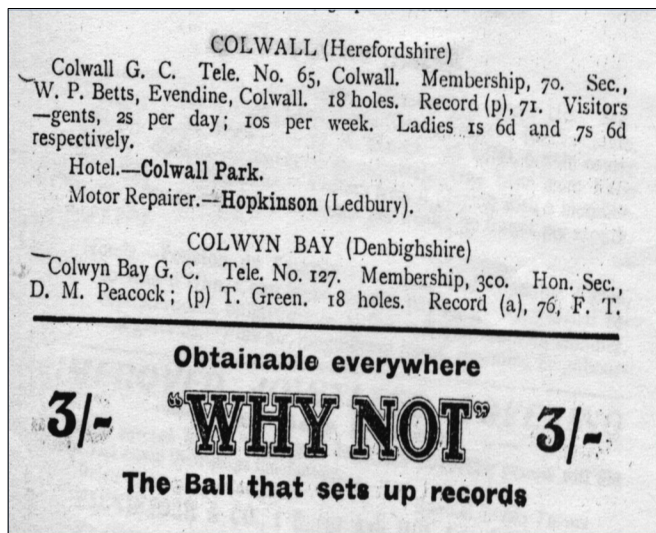 COLWALL (Herefordshire)
Colwall G. C. Tele. No. 65, Colwall. Membership, 70. Sec.,
W. P. Betts, Evendine, Colwall. 18 holes. Record (p), 71. Visitors
—gents, 2s per day; 10s per week. Ladies 1s 6d and 7s 6d
respectively.
Hotel.—Colwall Park.
Motor Repairer.—Hopkinson (Ledbury).
COLWYN BAY (Denbighshire)
Colwyn Bay G. C. Tele. No. 127. Membership, 300. Hon. Sec.,
D. M. Peacock; (p) T. Green. 18 holes. Record (a), 76, F. T.
Obtainable everywhere
3/- "WHY NOT" 3/-
The Ball that sets up records